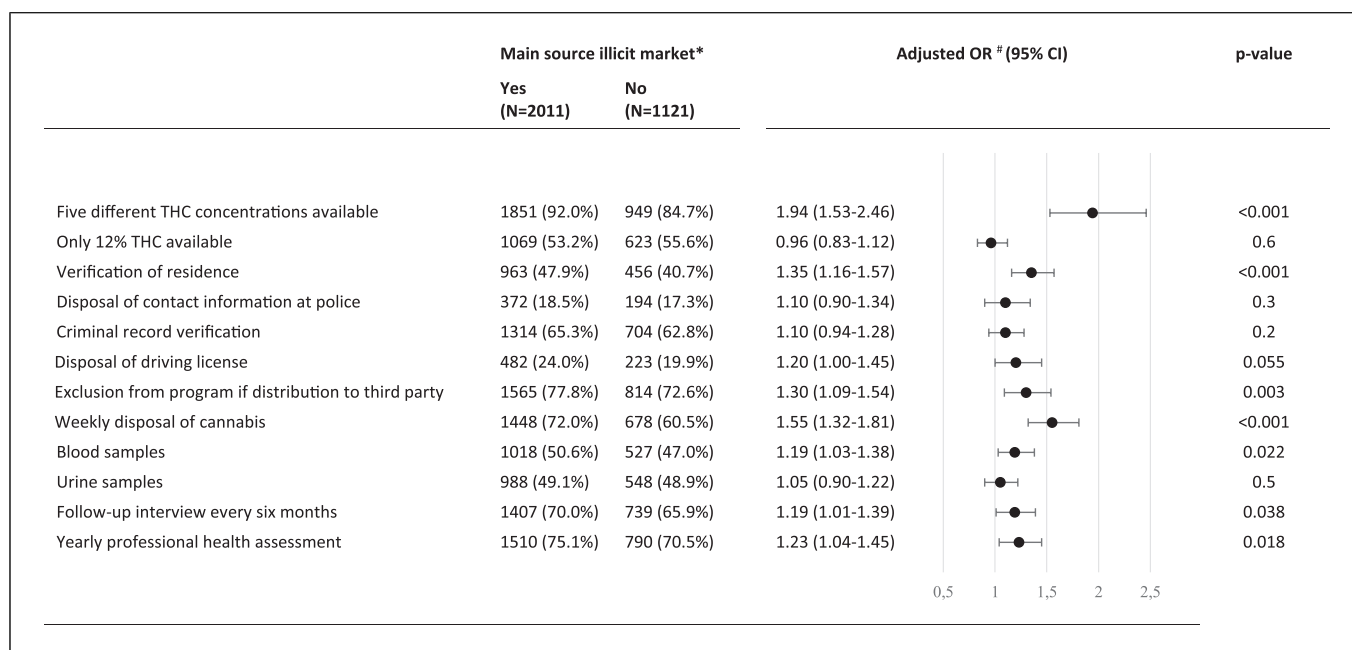 Main source illicit market* Adjusted OR # (95% CI) p-value
Yes No
(N=2011) (N=1121)
Five different THC concentrations available 1851 (92.0%) 949 (84.7%) 1.94 (1.53-2.46) <0.001
Only 12% THC available 1069 (53.2%) 623 (55.6%) 0.96 (0.83-1.12) 0.6
Verification of residence 963 (47.9%) 456 (40.7%) 1.35 (1.16-1.57) <0.001
Disposal of contact information at police 372 (18.5%) 194 (17.3%) 1.10 (0.90-1.34) 0.3
Criminal record verification 1314 (65.3%) 704 (62.8%) 1.10 (0.94-1.28) 0.2
Disposal of driving license 482 (24.0%) 223 (19.9%) 1.20 (1.00-1.45) 0.055
Exclusion from program if distribution to third party 1565 (77.8%) 814 (72.6%) 1.30 (1.09-1.54) 0.003
Weekly disposal of cannabis 1448 (72.0%) 678 (60.5%) 1.55 (1.32-1.81) <0.001
Blood samples 1018 (50.6%) 527 (47.0%) 1.19 (1.03-1.38) 0.022
Urine samples 988 (49.1%) 548 (48.9%) 1.05 (0.90-1.22) 0.5
Follow-up interview every six months 1407 (70.0%) 739 (65.9%) 1.19 (1.01-1.39) 0.038
Yearly professional health assessment 1510 (75.1%) 790 (70.5%) 1.23 (1.04-1.45) 0.018
0,5 1 1,5 2 2,5